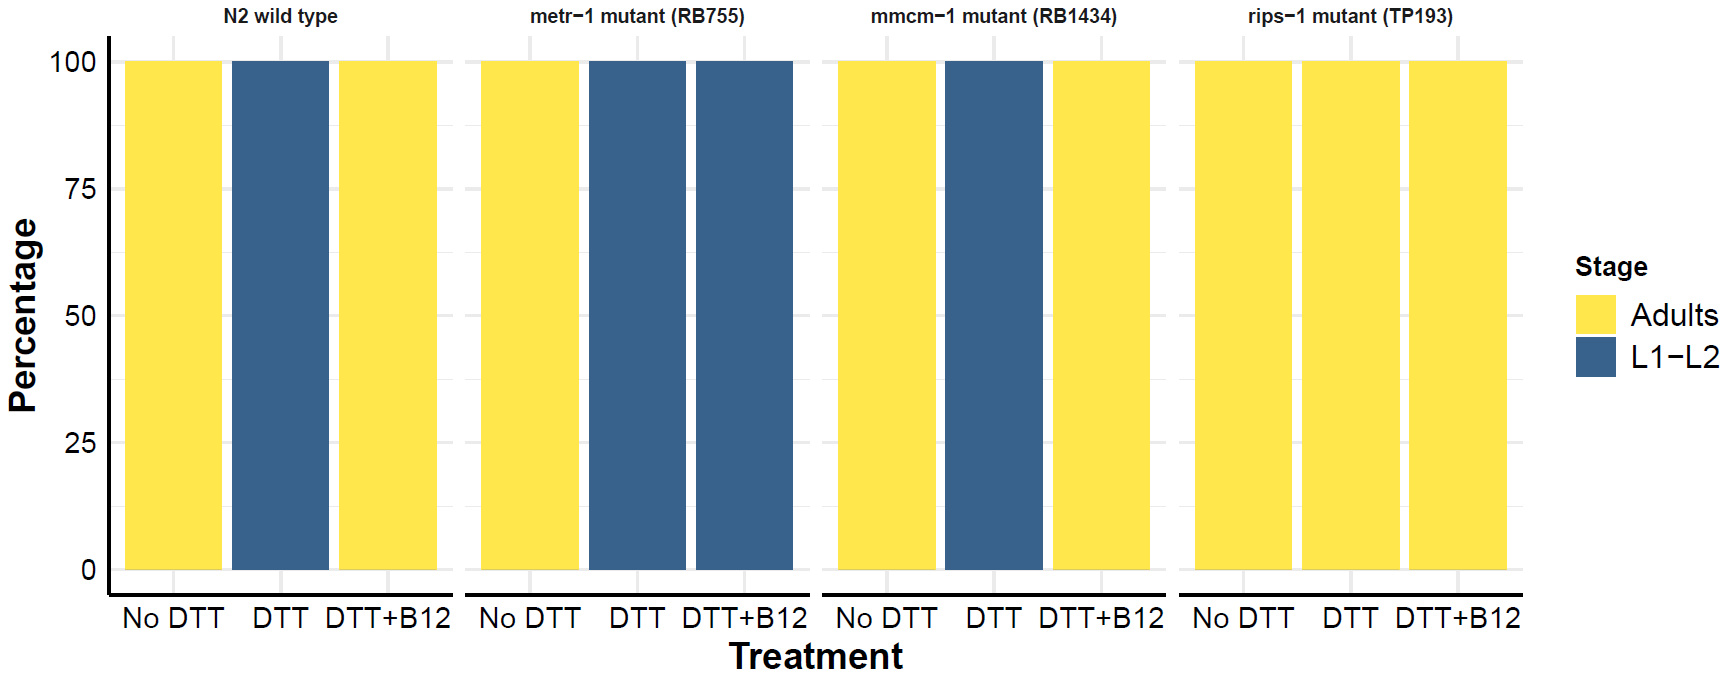 N2 wild type metr−1 mutant (RB755) mmcm−1 mutant (RB1434) rips−1 mutant (TP193)
100
75
50
25
0
Percentage
No DTT DTT DTT+B12 No DTT DTT DTT+B12 No DTT DTT DTT+B12 No DTT DTT DTT+B12
Treatment
Stage
Adults
L1−L2